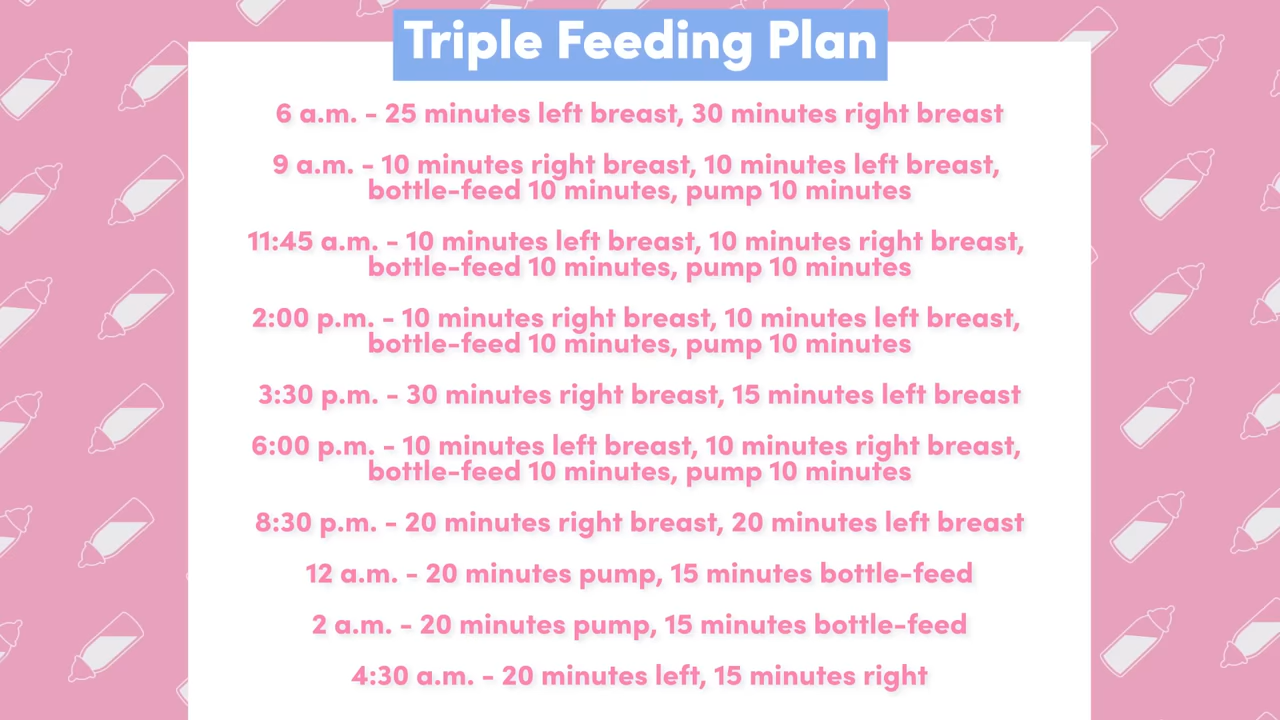 Triple Feeding Plan
6 a.m. - 25 minutes left breast, 30 minutes right breast
9 a.m. - 10 minutes right breast, 10 minutes left breast,
bottle-feed 10 minutes, pump 10 minutes
11:45 a.m. - 10 minutes left breast, 10 minutes right breast,
bottle-feed 10 minutes, pump 10 minutes
2:00 p.m. - 10 minutes right breast, 10 minutes left breast,
bottle-feed 10 minutes, pump 10 minutes
3:30 p.m. - 30 minutes right breast, 15 minutes left breast
6:00 p.m. - 10 minutes left breast, 10 minutes right breast,
bottle-feed 10 minutes, pump 10 minutes
8:30 p.m. - 20 minutes right breast, 20 minutes left breast
12 a.m. - 20 minutes pump, 15 minutes bottle-feed
2 a.m. - 20 minutes pump, 15 minutes bottle-feed
4:30 a.m. - 20 minutes left, 15 minutes right